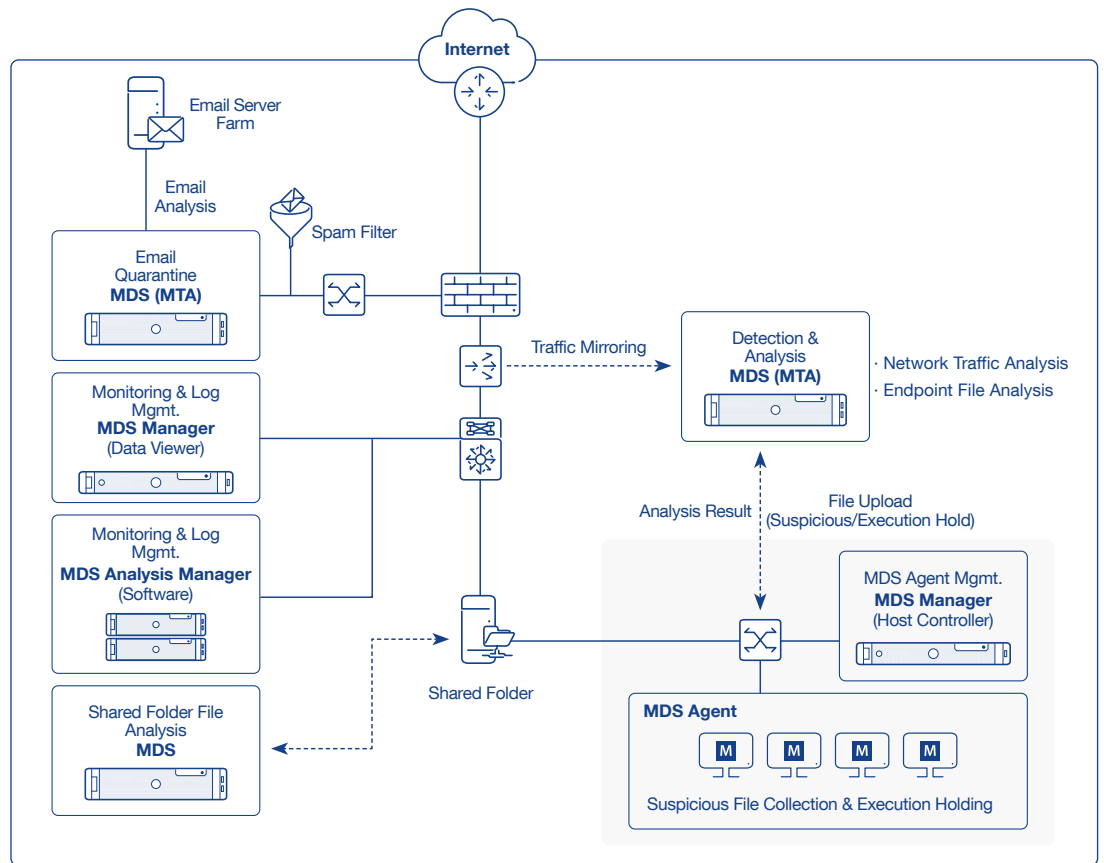 Internet
Email Server
Farm
Email
Analysis
Spam Filter
Email
Quarantine
MDS (MTA)
Traffic Mirroring
Detection &
Analysis
MDS (MTA)
· Network Traffic Analysis
· Endpoint File Analysis
Monitoring & Log
Mgmt.
MDS Manager
(Data Viewer)
Analysis Result
File Upload
(Suspicious/Execution Hold)
Monitoring & Log
Mgmt.
MDS Analysis Manager
(Software)
MDS Agent Mgmt.
MDS Manager
(Host Controller)
Shared Folder
Shared Folder File
Analysis
MDS
MDS Agent
M M M M
Suspicious File Collection & Execution Holding